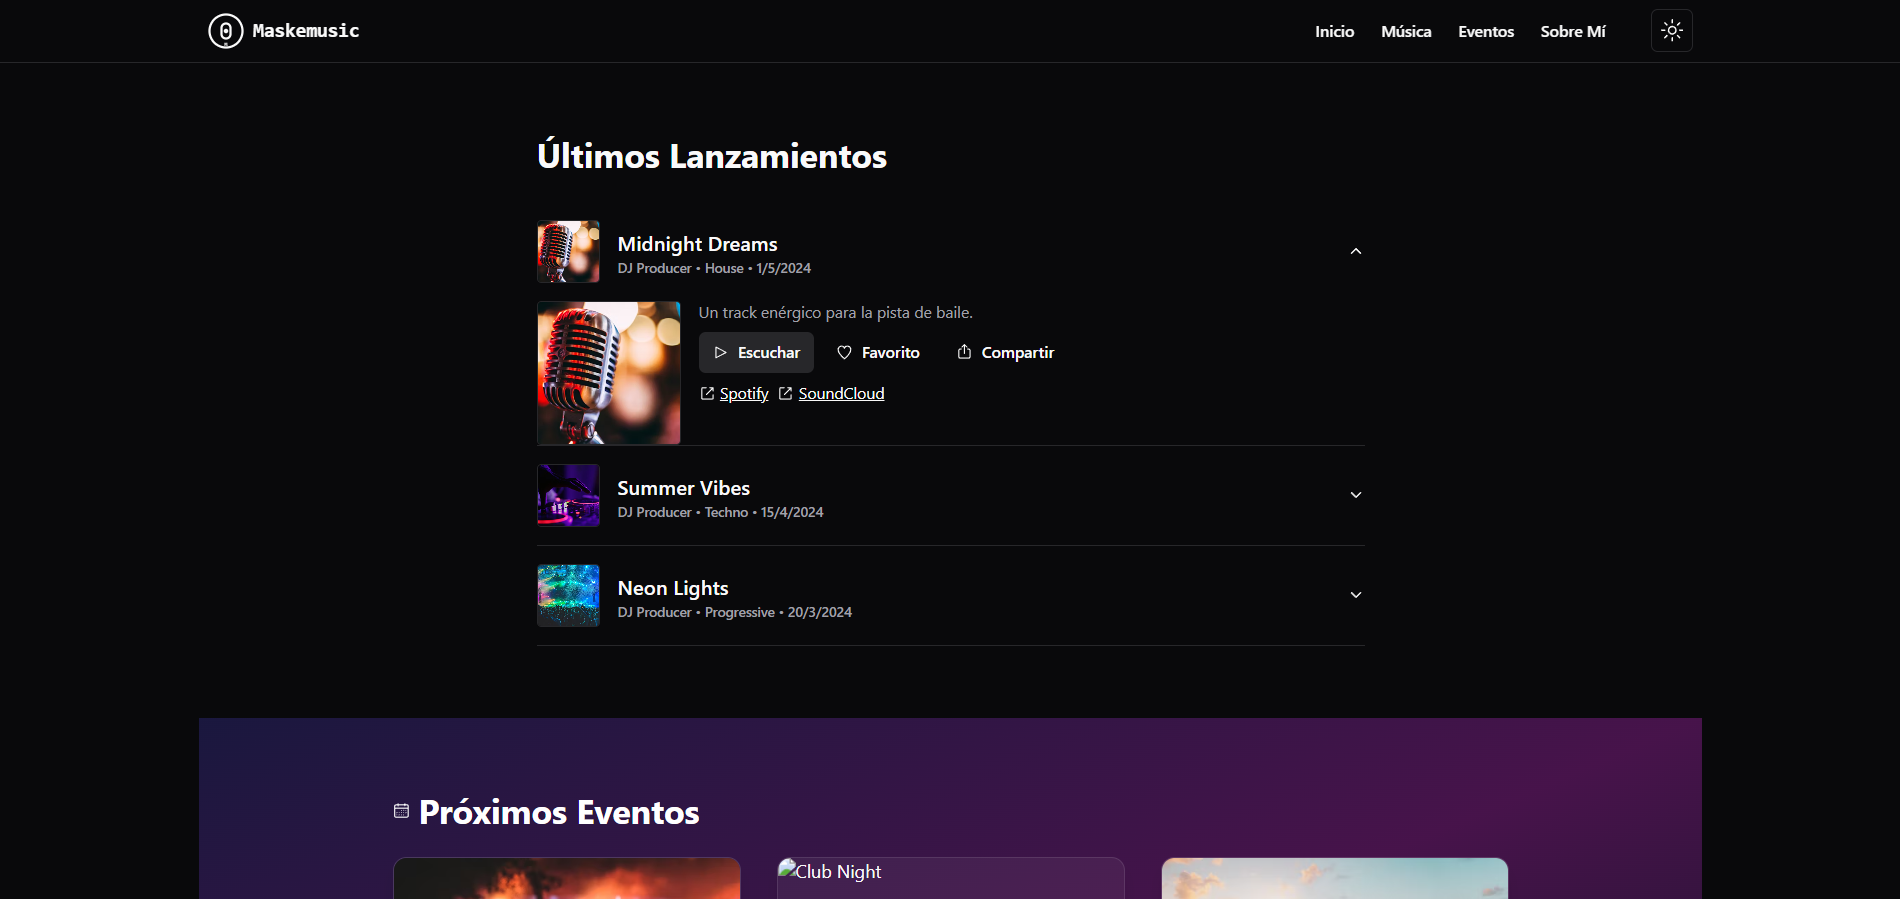 Maskemusic
Inicio Música Eventos Sobre Mí
Últimos Lanzamientos
Midnight Dreams
DJ Producer • House • 1/5/2024
Un track enérgico para la pista de baile.
Escuchar Favorito Compartir
Spotify SoundCloud
Summer Vibes
DJ Producer • Techno • 15/4/2024
Neon Lights
DJ Producer • Progressive • 20/3/2024
Próximos Eventos
Club Night